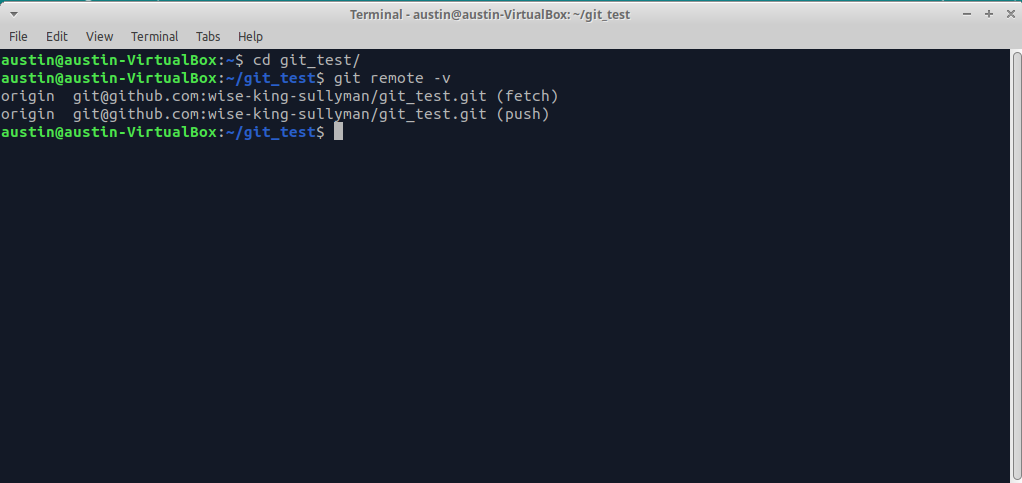 Terminal - austin@austin-VirtualBox: ~/git_test
File Edit View Terminal Tabs Help
austin@austin-VirtualBox:~$ cd git_test/
austin@austin-VirtualBox:~/git_test$ git remote -v
origin  git@github.com:wise-king-sullyman/git_test.git (fetch)
origin  git@github.com:wise-king-sullyman/git_test.git (push)
austin@austin-VirtualBox:~/git_test$